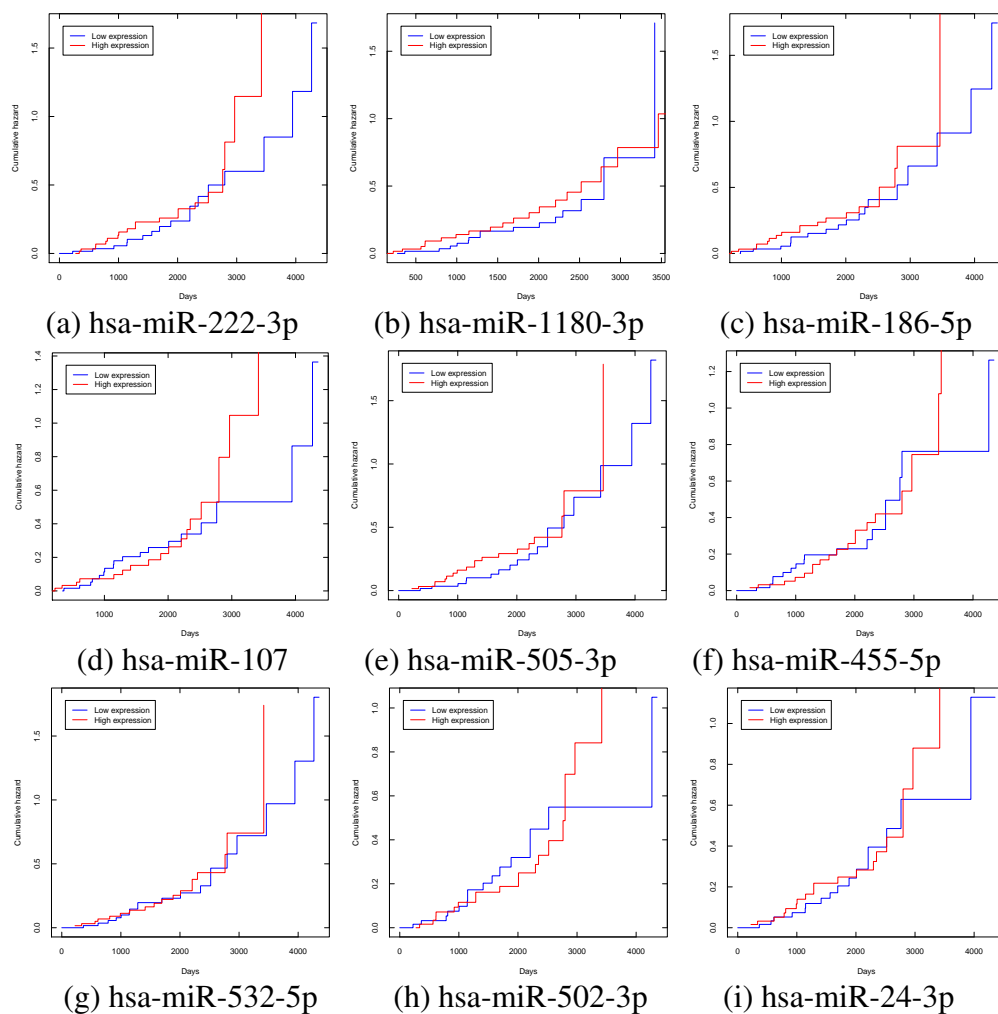 Low expression
High expression
Cumulative hazard
0.0 0.5 1.0 1.5
0 1000 2000 3000 4000
Days
(a) hsa-miR-222-3p
Low expression
High expression
Cumulative hazard
0.0 0.5 1.0 1.5
500 1000 1500 2000 2500 3000 3500
Days
(b) hsa-miR-1180-3p
Low expression
High expression
Cumulative hazard
0.0 0.5 1.0 1.5
1000 2000 3000 4000
Days
(c) hsa-miR-186-5p
Low expression
High expression
Cumulative hazard
0.0 0.2 0.4 0.6 0.8 1.0 1.2 1.4
0 1000 2000 3000 4000
Days
(d) hsa-miR-107
Low expression
High expression
Cumulative hazard
0.0 0.5 1.0 1.5
0 1000 2000 3000 4000
Days
(e) hsa-miR-505-3p
Low expression
High expression
Cumulative hazard
0.0 0.2 0.4 0.6 0.8 1.0 1.2
0 1000 2000 3000 4000
Days
(f) hsa-miR-455-5p
Low expression
High expression
Cumulative hazard
0.0 0.5 1.0 1.5
0 1000 2000 3000 4000
Days
(g) hsa-miR-532-5p
Low expression
High expression
Cumulative hazard
0.0 0.2 0.4 0.6 0.8 1.0
0 1000 2000 3000 4000
Days
(h) hsa-miR-502-3p
Low expression
High expression
Cumulative hazard
0.0 0.2 0.4 0.6 0.8 1.0
0 1000 2000 3000 4000
Days
(i) hsa-miR-24-3p